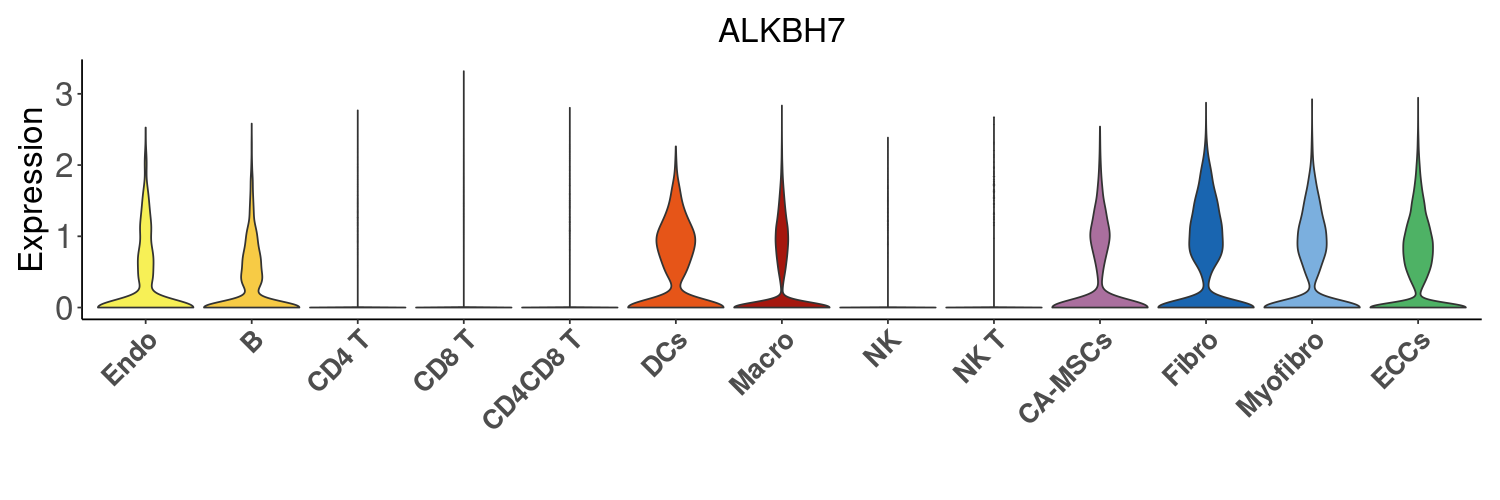 ALKBH7
Expression
3
2
1
0
Endo
B
CD4 T
CD8 T
CD4CD8 T
DCs
Macro
NK
NK T
CA-MSCs
Fibro
Myofibro
ECCs